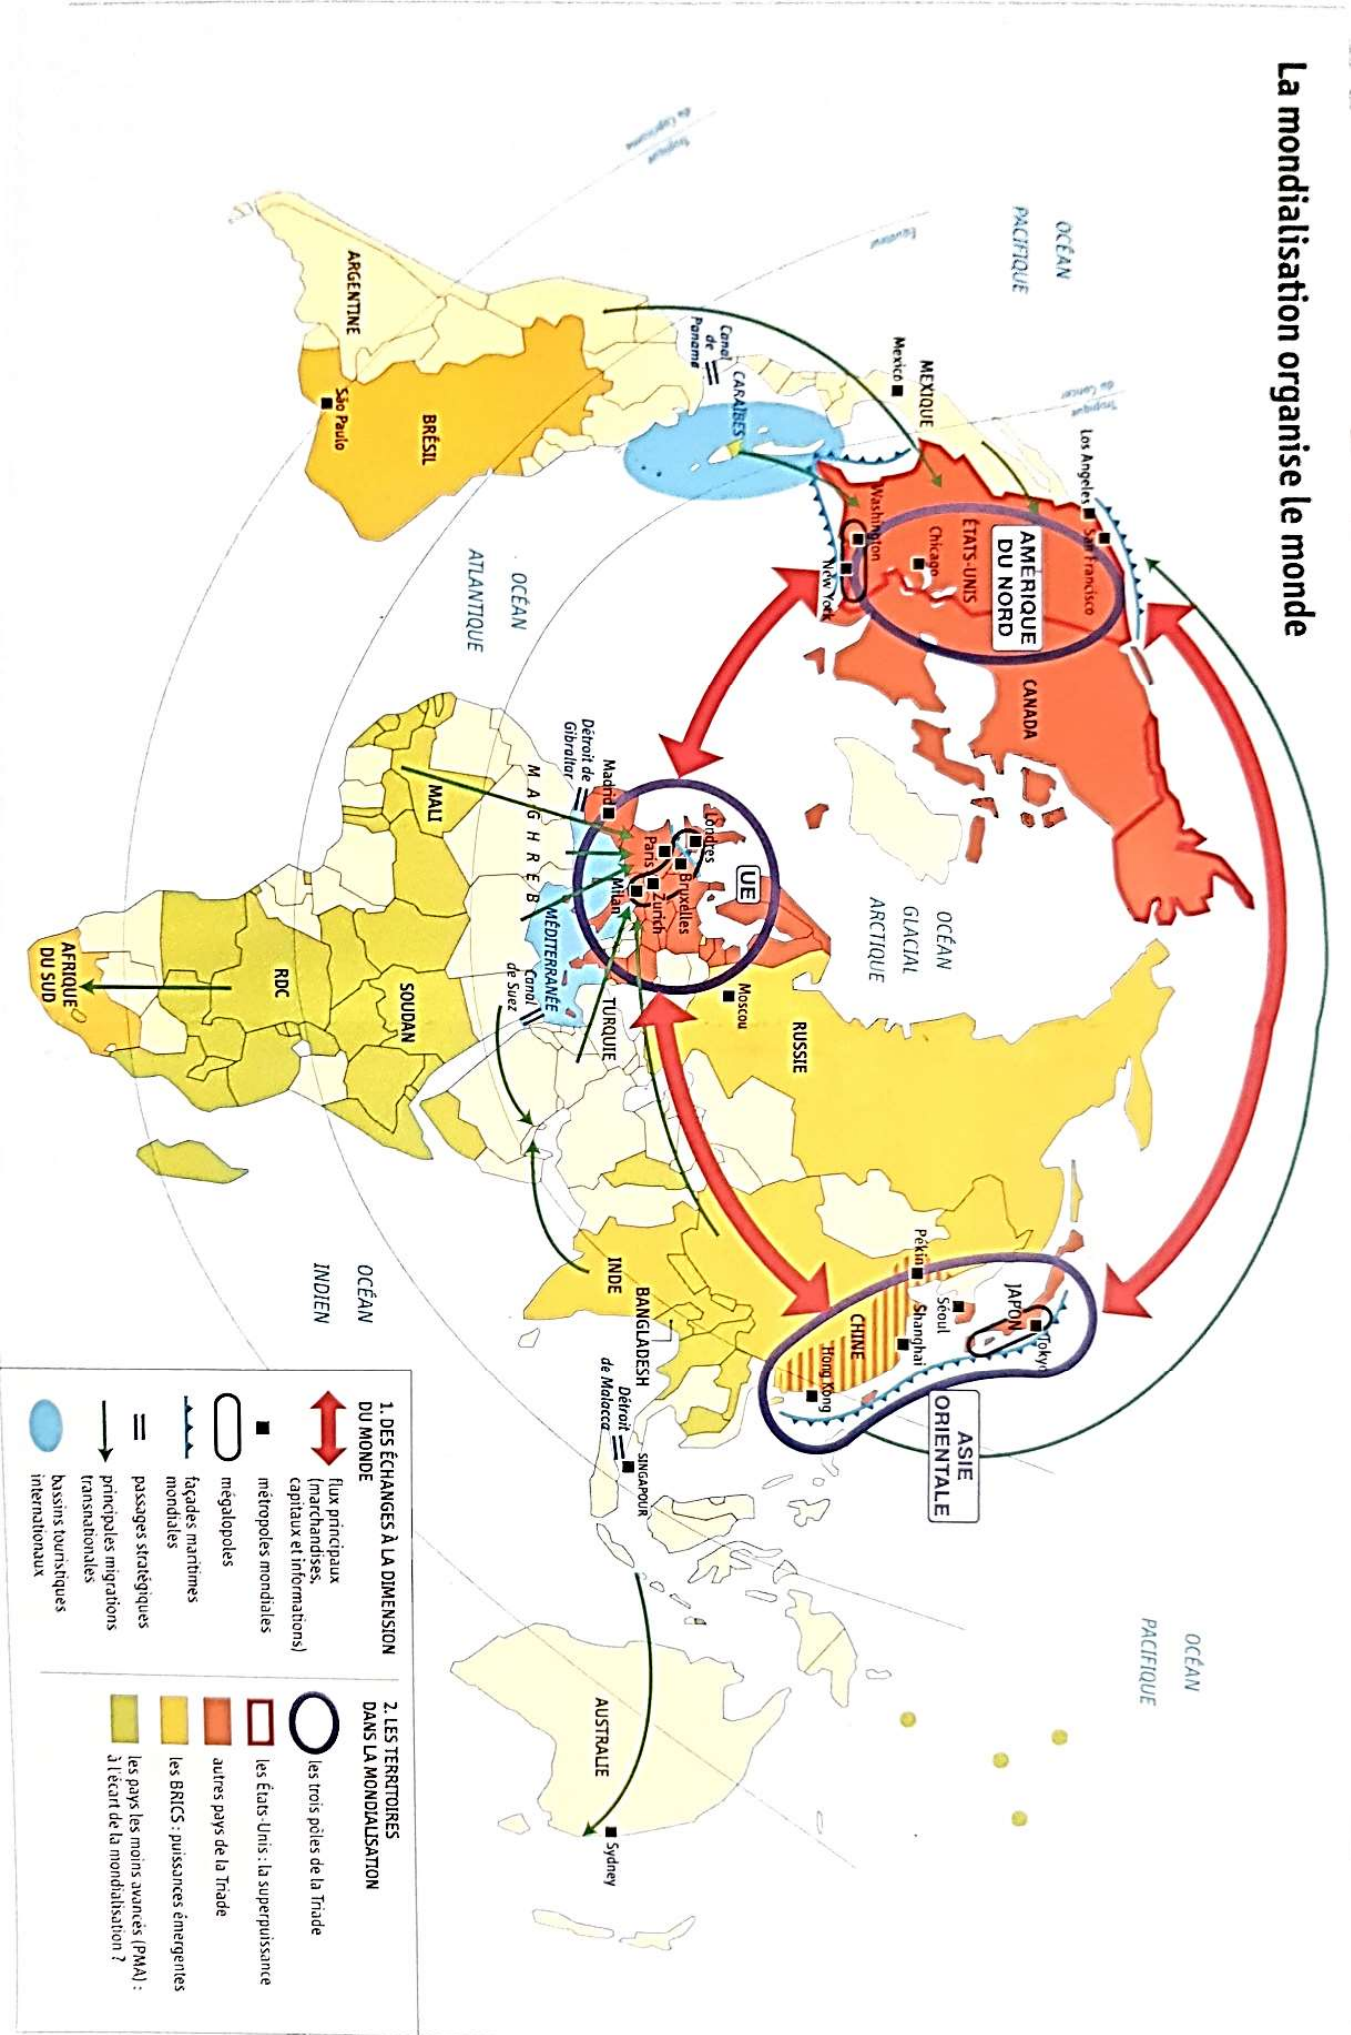 La mondialisation organise le monde
OCÉAN
PACIFIQUE
Tropique
du Cancer
Équateur
Tropique
du Capricorne
Los Angeles
San Francisco
AMÉRIQUE
DU NORD
ÉTATS-UNIS
Chicago
Washington
New York
CANADA
MEXIQUE
Mexico
CARAÏBES
Canal
de
Panama
BRÉSIL
São Paulo
ARGENTINE
OCÉAN
ATLANTIQUE
OCÉAN
GLACIAL
ARCTIQUE
UE
Londres
Bruxelles
Paris
Zurich
Milan
Madrid
Détroit de
Gibraltar
MAGHREB
MÉDITERRANÉE
Canal
de Suez
TURQUIE
Moscou
RUSSIE
MALI
SOUDAN
RDC
AFRIQUE
DU SUD
OCÉAN
INDIEN
INDE
BANGLADESH
Pékin
Séoul
JAPON
Tokyo
Shanghai
CHINE
Hong Kong
ASIE
ORIENTALE
Détroit
de Malacca
SINGAPOUR
OCÉAN
PACIFIQUE
AUSTRALIE
Sydney
1. DES ÉCHANGES À LA DIMENSION
DU MONDE
flux principaux
(marchandises,
capitaux et informations)
métropoles mondiales
mégalopoles
façades maritimes
mondiales
passages stratégiques
principales migrations
transnationales
bassins touristiques
internationaux
2. LES TERRITOIRES
DANS LA MONDIALISATION
les trois pôles de la Triade
les États-Unis : la superpuissance
autres pays de la Triade
les BRICS : puissances émergentes
les pays les moins avancés (PMA) :
à l'écart de la mondialisation ?